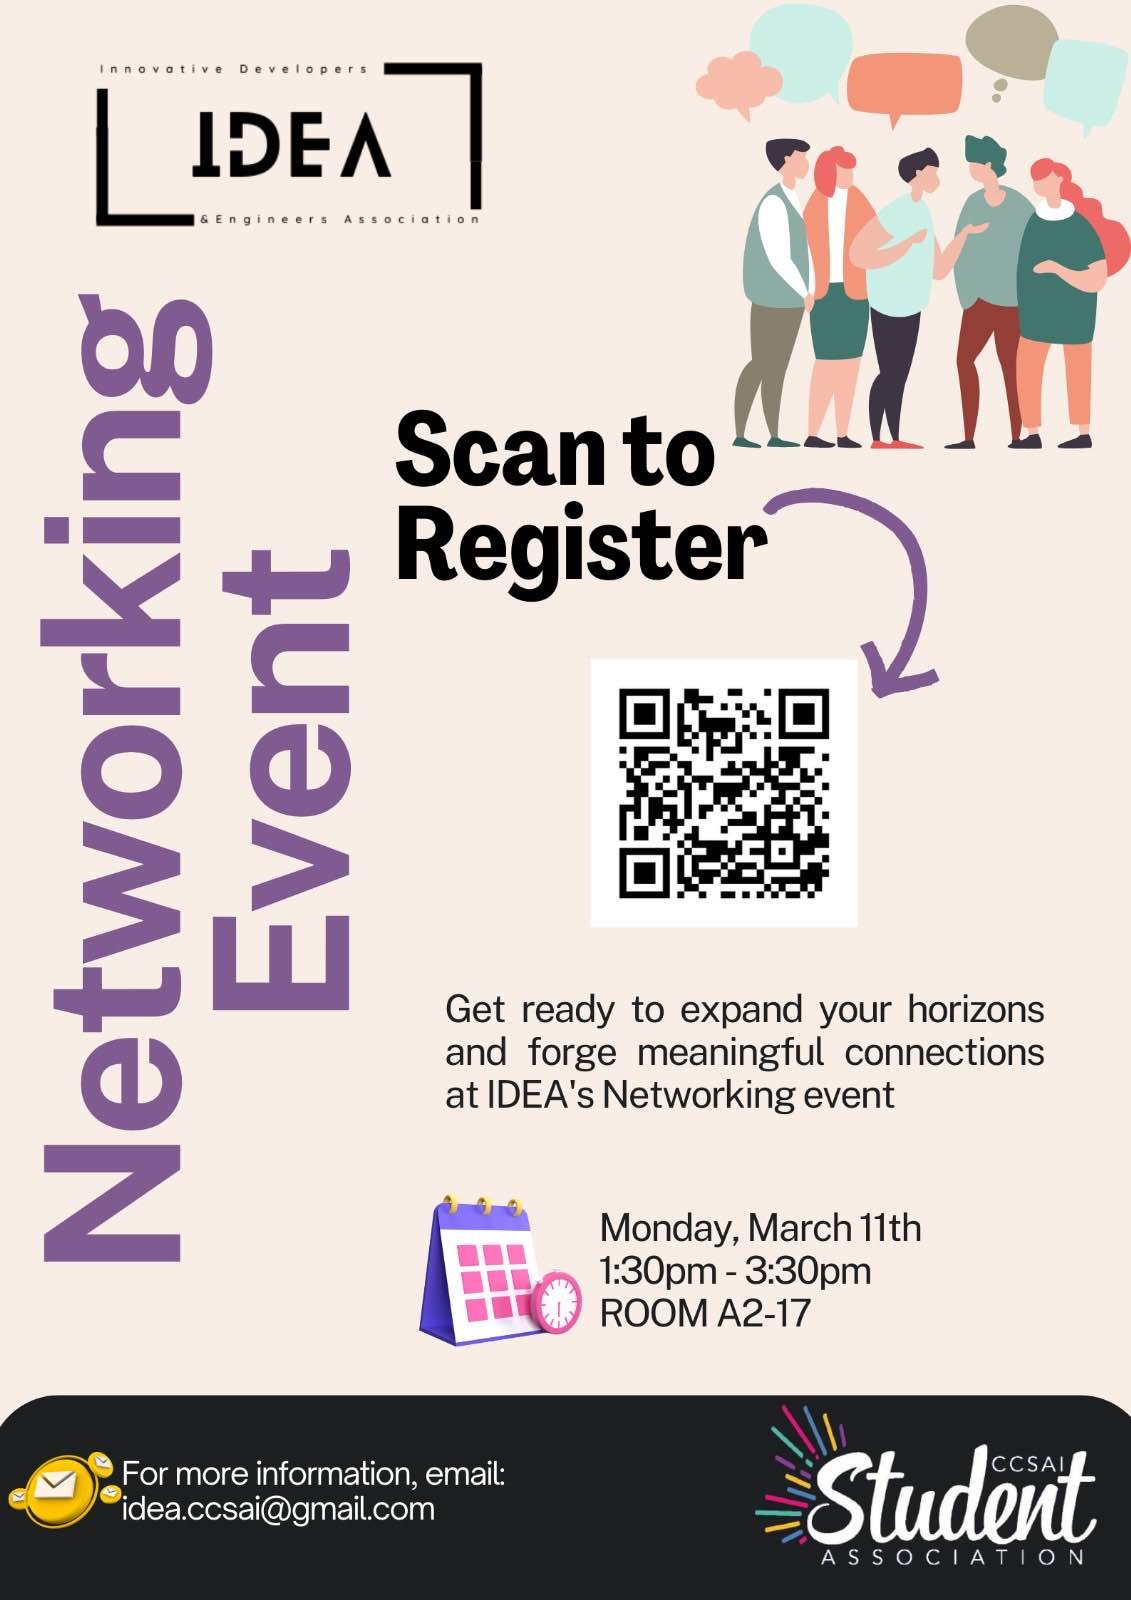 Innovative Developers
IDEA
&Engineers Association
Networking
Event
Scan to
Register
Get ready to expand your horizons
and forge meaningful connections
at IDEA's Networking event
Monday, March 11th
1:30pm - 3:30pm
ROOM A2-17
For more information, email:
idea.ccsai@gmail.com
CCSAI
Student
ASSOCIATION